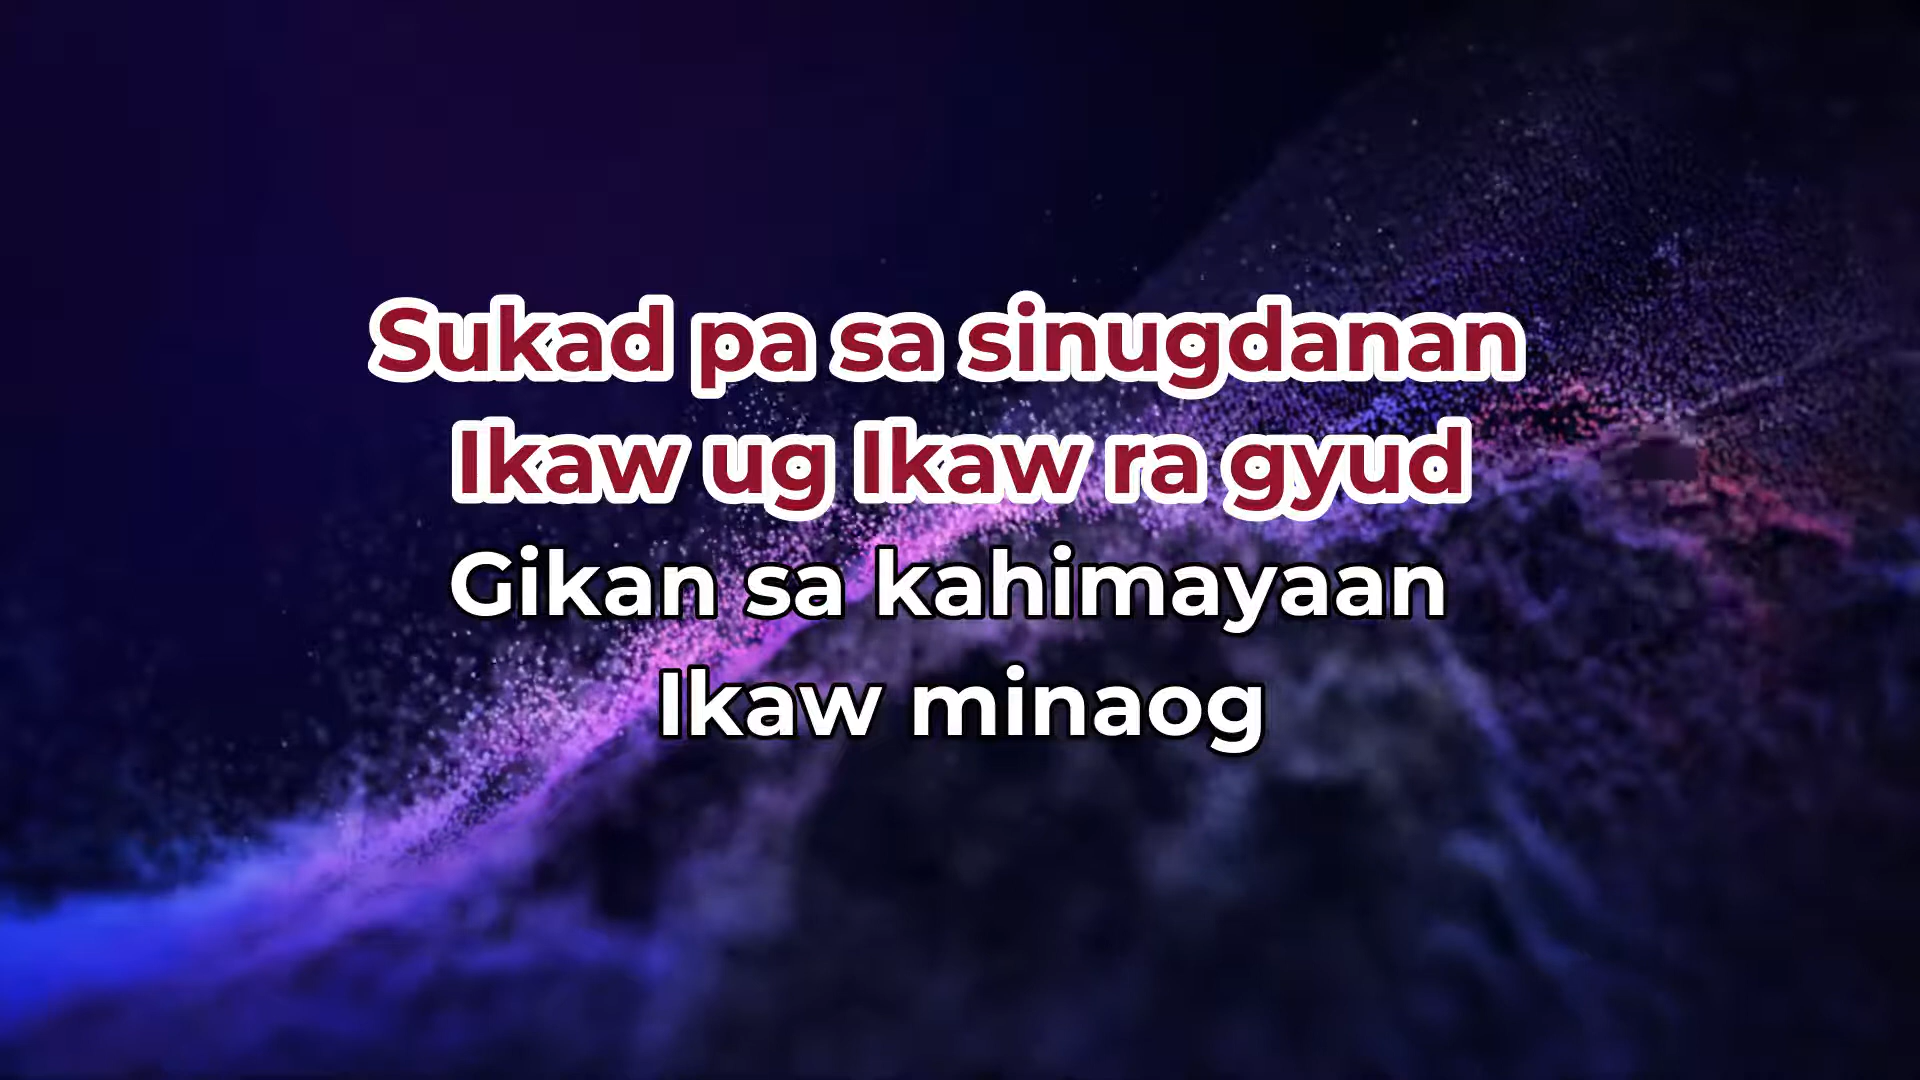 Sukad pa sa sinugdanan
Ikaw ug Ikaw ra gyud
Gikan sa kahimayaan
Ikaw minaog